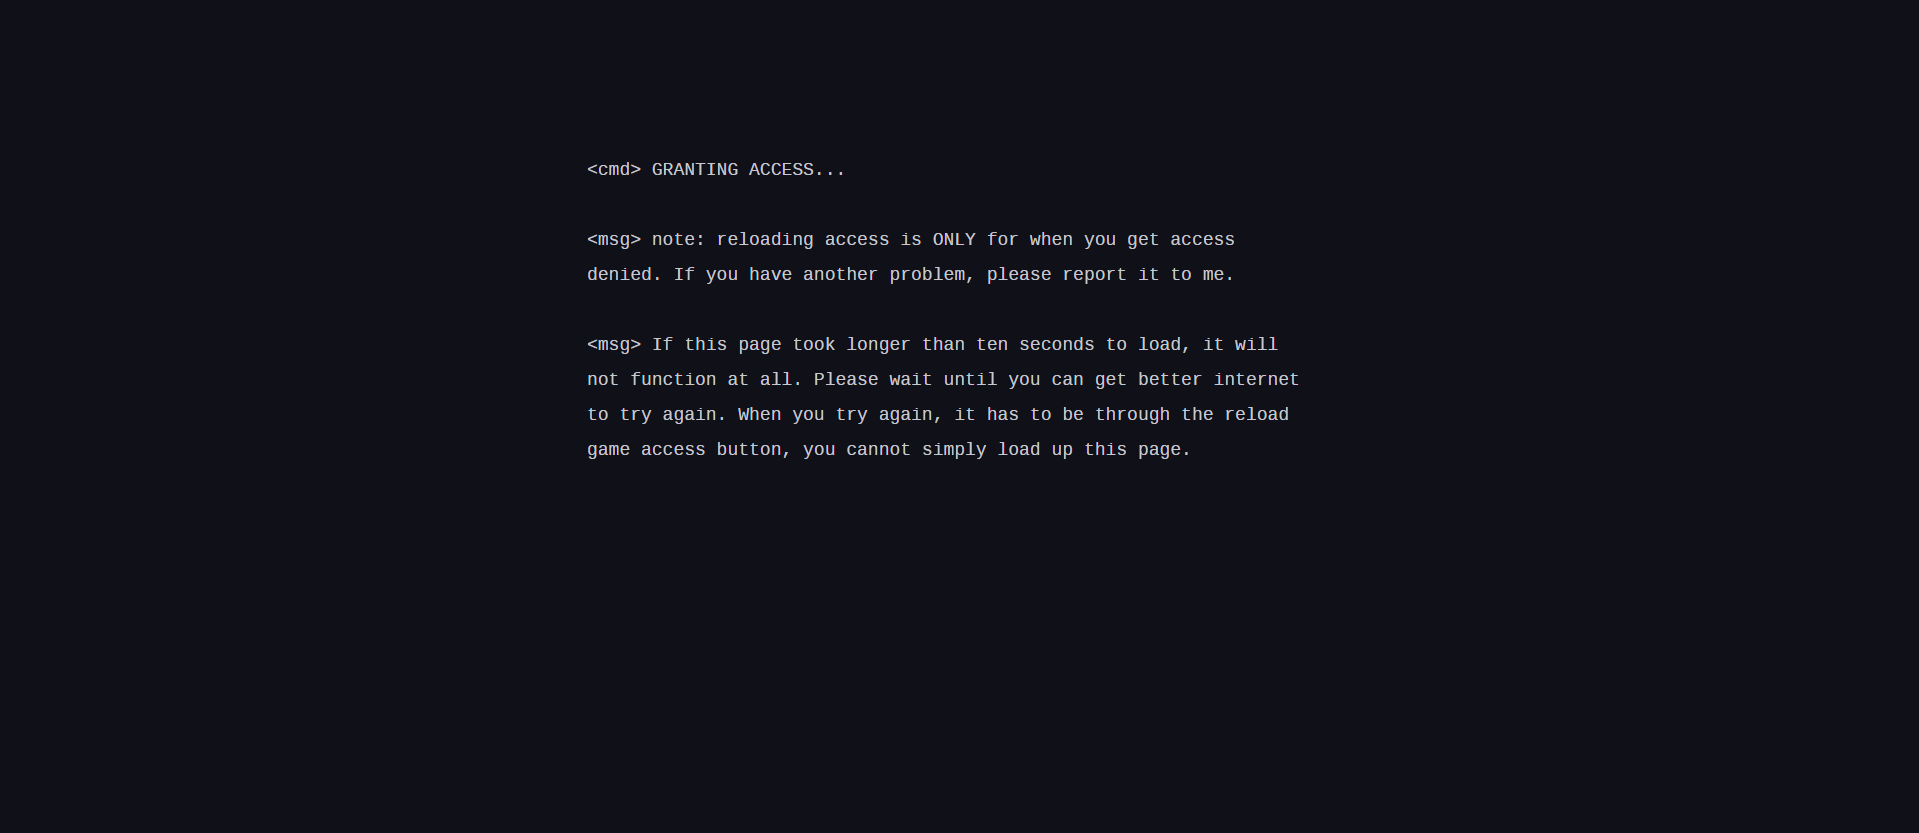 <cmd> GRANTING ACCESS...
<msg> note: reloading access is ONLY for when you get access
denied. If you have another problem, please report it to me.
<msg> If this page took longer than ten seconds to load, it will
not function at all. Please wait until you can get better internet
to try again. When you try again, it has to be through the reload
game access button, you cannot simply load up this page.